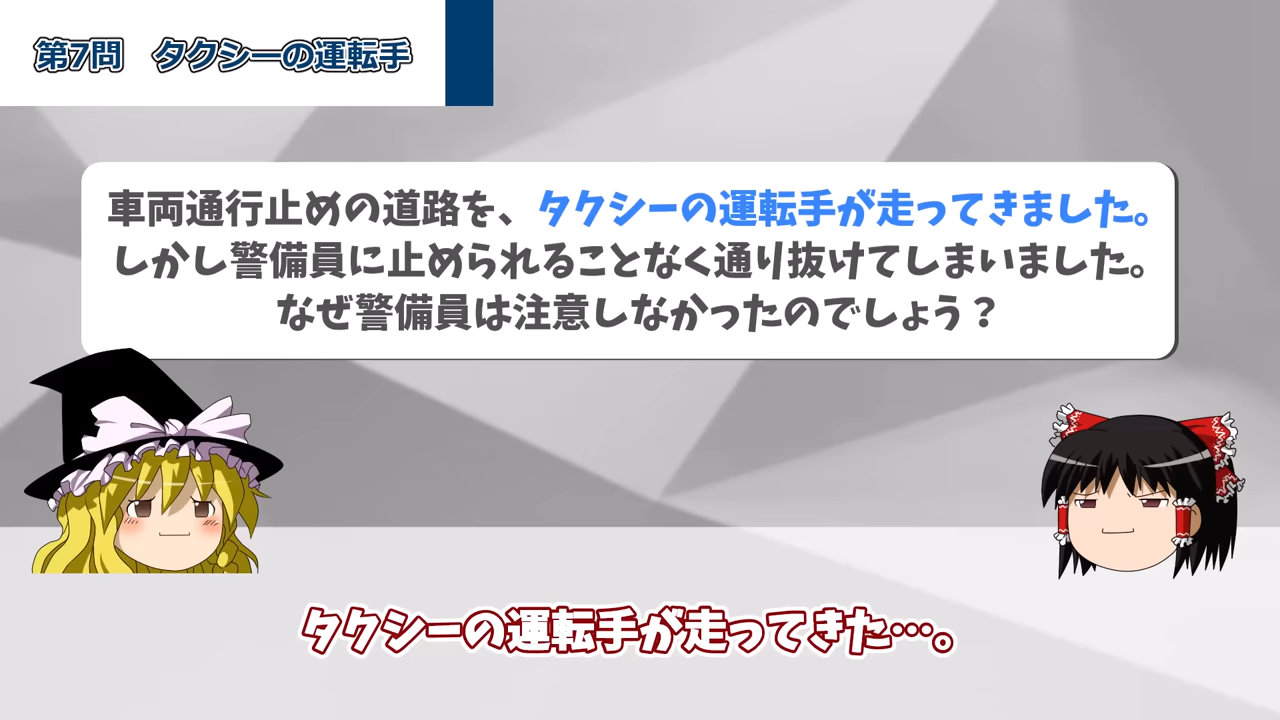 第7問　タクシーの運転手
車両通行止めの道路を、タクシーの運転手が走ってきました。
しかし警備員に止められることなく通り抜けてしまいました。
なぜ警備員は注意しなかったのでしょう？
タクシーの運転手が走ってきた…。